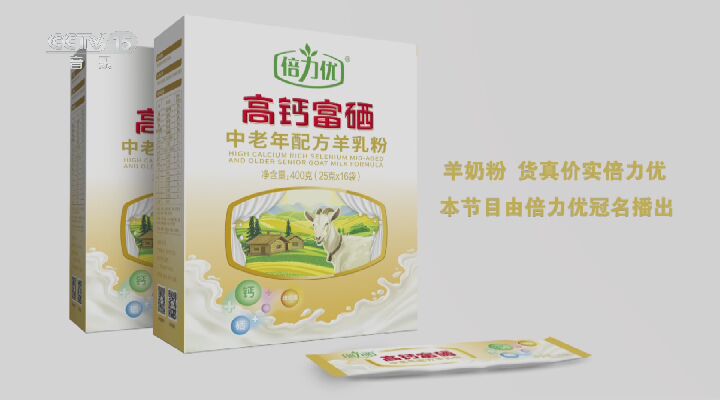 CCTV 15
音乐
倍力优
高钙富硒
中老年配方羊乳粉
HIGH CALCIUM RICH SELENIUM MID-AGED
AND OLDER SENIOR GOAT MILK FORMULA
净含量:400克(25克x16袋)
钙
硒
羊奶粉 货真价实倍力优
本节目由倍力优冠名播出
高钙富硒